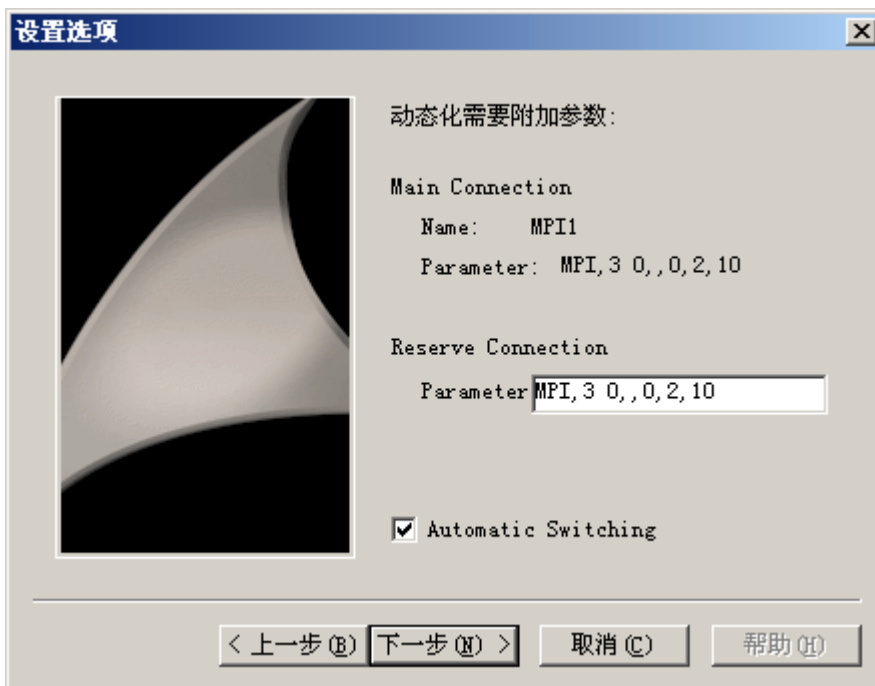 设置选项
动态化需要附加参数:
Main Connection
Name: MPI1
Parameter: MPI,3 0,,0,2,10
Reserve Connection
Parameter MPI,3 0,,0,2,10
Automatic Switching
< 上一步(B) 下一步(N) > 取消(C) 帮助(H)